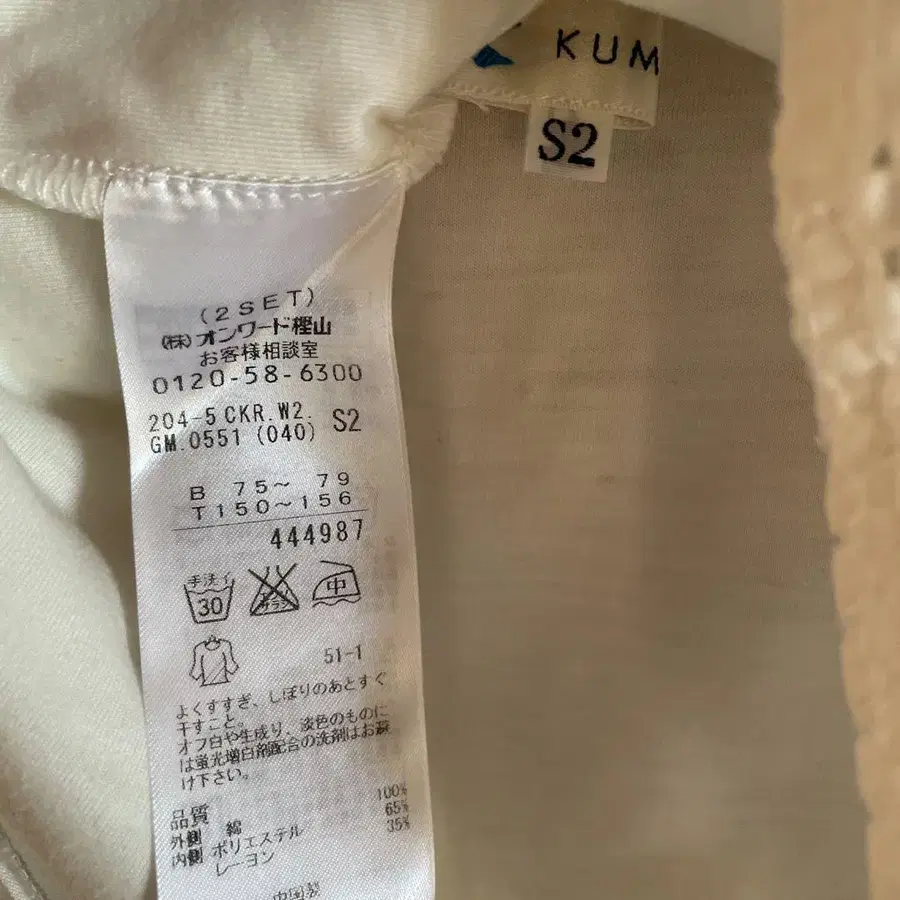 KUM
S2
(2SET)
(株)オンワード樫山
お客様相談室
0120-58-6300
204-5 CKR.W2. S2
GM.0551 (040)
B 75～ 79
T150～156
444987
手洗イ 30 中
51-1
よくすすぎ、しぼりのあとすぐ
干すこと。
オフ白や生成り、淡色のものに
は蛍光増白剤配合の洗剤はお避
け下さい。
品質
外側 綿 100%
内側 ポリエステル 65%
レーヨン 35%
中国製